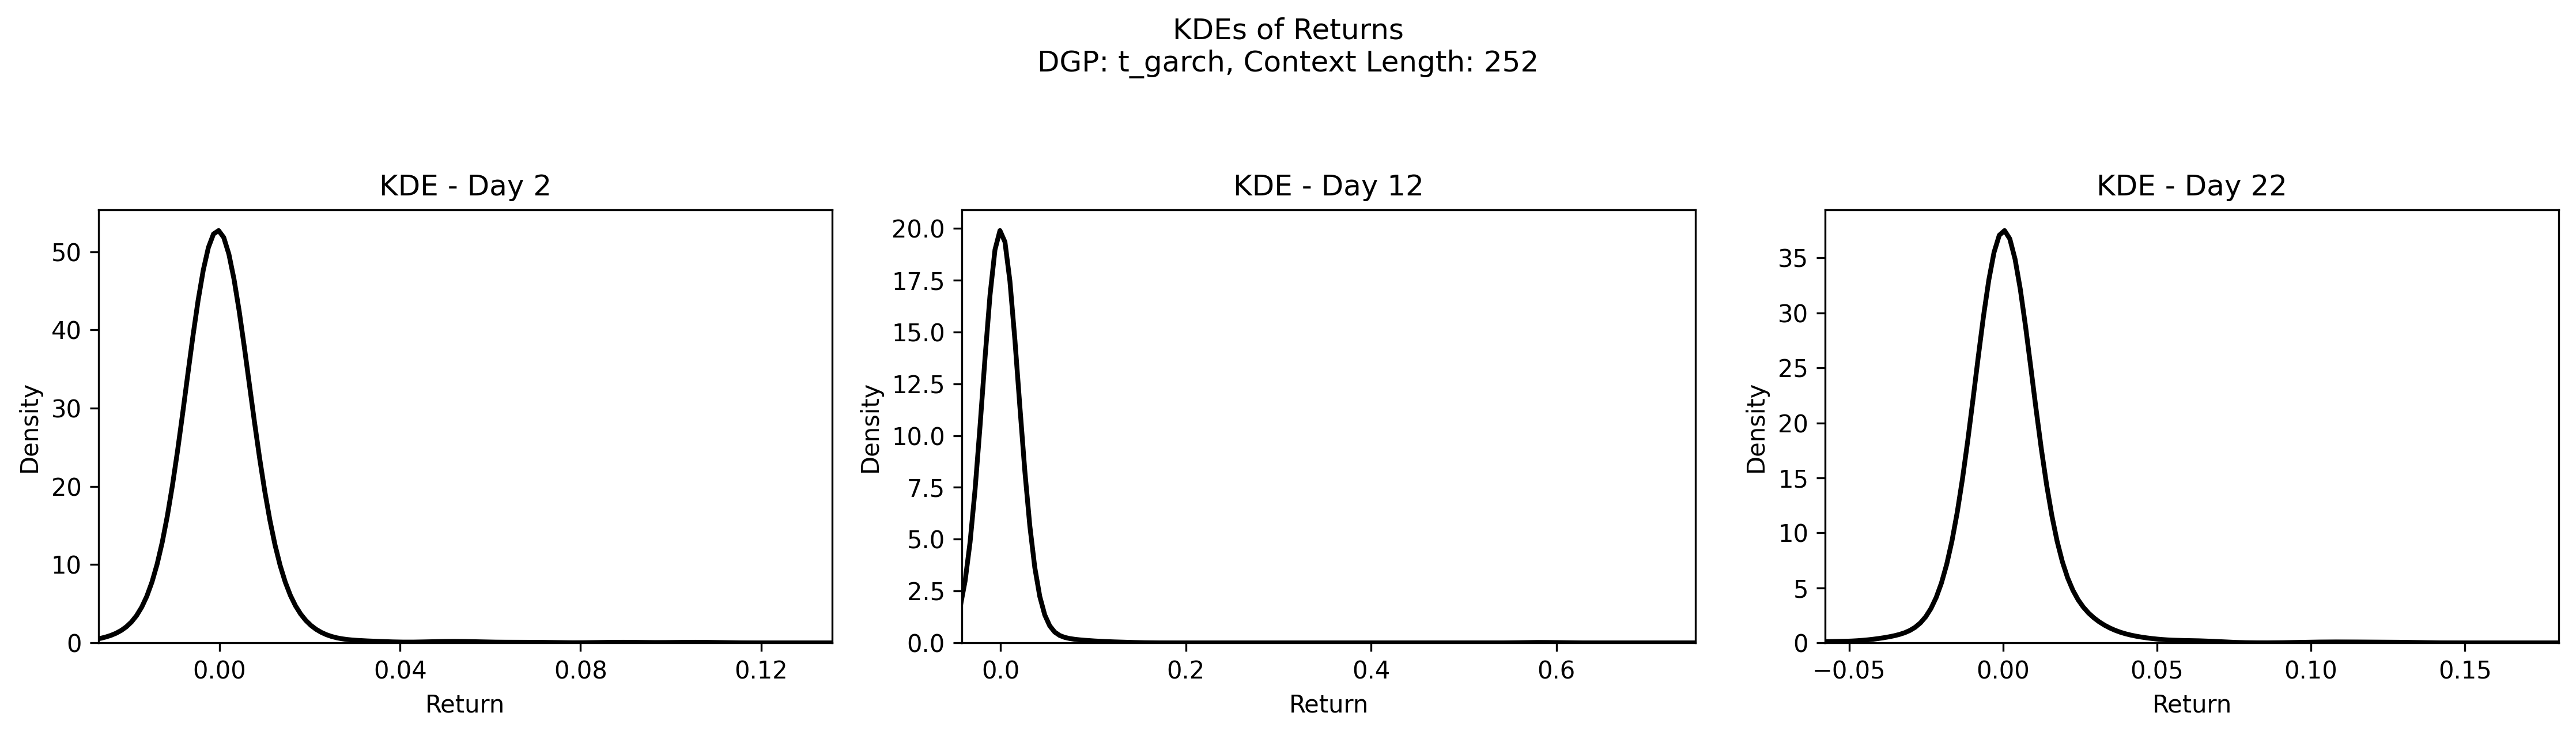 KDEs of Returns
DGP: t_garch, Context Length: 252
KDE - Day 2
50
40
30
20
10
0
Density
0.00 0.04 0.08 0.12
Return
KDE - Day 12
20.0
17.5
15.0
12.5
10.0
7.5
5.0
2.5
0.0
Density
0.0 0.2 0.4 0.6
Return
KDE - Day 22
35
30
25
20
15
10
5
0
Density
−0.05 0.00 0.05 0.10 0.15
Return